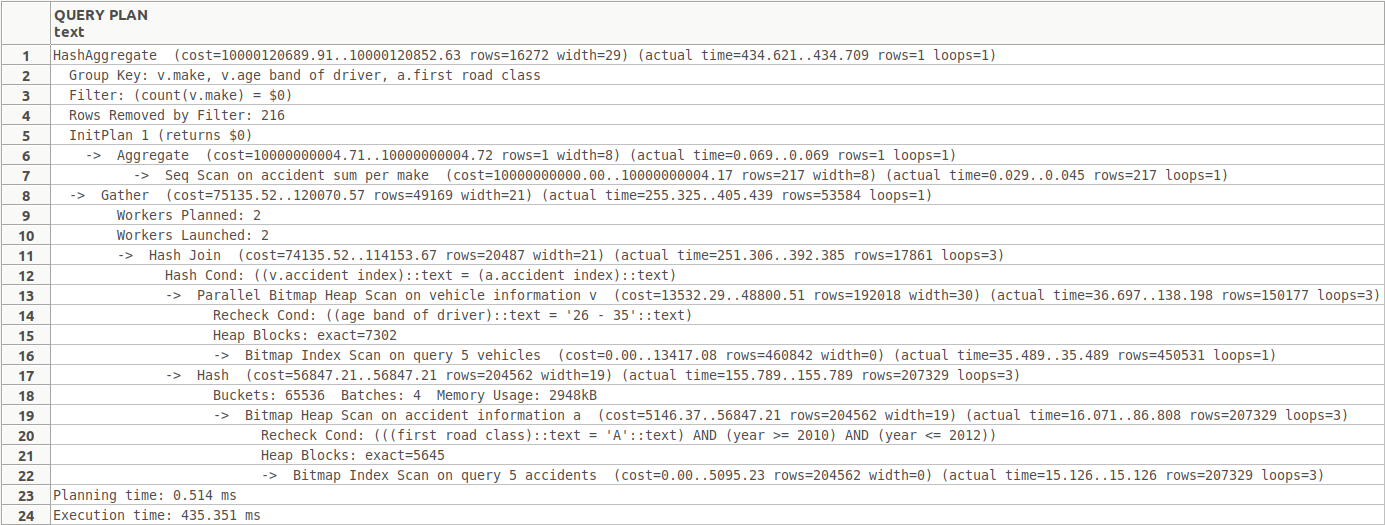 QUERY PLAN
text
1 HashAggregate (cost=10000120689.91..10000120852.63 rows=16272 width=29) (actual time=434.621..434.709 rows=1 loops=1)
2 Group Key: v.make, v.age band of driver, a.first road class
3 Filter: (count(v.make) = $0)
4 Rows Removed by Filter: 216
5 InitPlan 1 (returns $0)
6 -> Aggregate (cost=10000000004.71..10000000004.72 rows=1 width=8) (actual time=0.069..0.069 rows=1 loops=1)
7 -> Seq Scan on accident sum per make (cost=10000000000.00..10000000004.17 rows=217 width=8) (actual time=0.029..0.045 rows=217 loops=1)
8 -> Gather (cost=75135.52..120070.57 rows=49169 width=21) (actual time=255.325..405.439 rows=53584 loops=1)
9 Workers Planned: 2
10 Workers Launched: 2
11 -> Hash Join (cost=74135.52..114153.67 rows=20487 width=21) (actual time=251.306..392.385 rows=17861 loops=3)
12 Hash Cond: ((v.accident index)::text = (a.accident index)::text)
13 -> Parallel Bitmap Heap Scan on vehicle information v (cost=13532.29..48800.51 rows=192018 width=30) (actual time=36.697..138.198 rows=150177 loops=3)
14 Recheck Cond: ((age band of driver)::text = '26 - 35'::text)
15 Heap Blocks: exact=7302
16 -> Bitmap Index Scan on query 5 vehicles (cost=0.00..13417.08 rows=460842 width=0) (actual time=35.489..35.489 rows=450531 loops=1)
17 -> Hash (cost=56847.21..56847.21 rows=204562 width=19) (actual time=155.789..155.789 rows=207329 loops=3)
18 Buckets: 65536 Batches: 4 Memory Usage: 2948kB
19 -> Bitmap Heap Scan on accident information a (cost=5146.37..56847.21 rows=204562 width=19) (actual time=16.071..86.808 rows=207329 loops=3)
20 Recheck Cond: (((first road class)::text = 'A'::text) AND (year >= 2010) AND (year <= 2012))
21 Heap Blocks: exact=5645
22 -> Bitmap Index Scan on query 5 accidents (cost=0.00..5095.23 rows=204562 width=0) (actual time=15.126..15.126 rows=207329 loops=3)
23 Planning time: 0.514 ms
24 Execution time: 435.351 ms